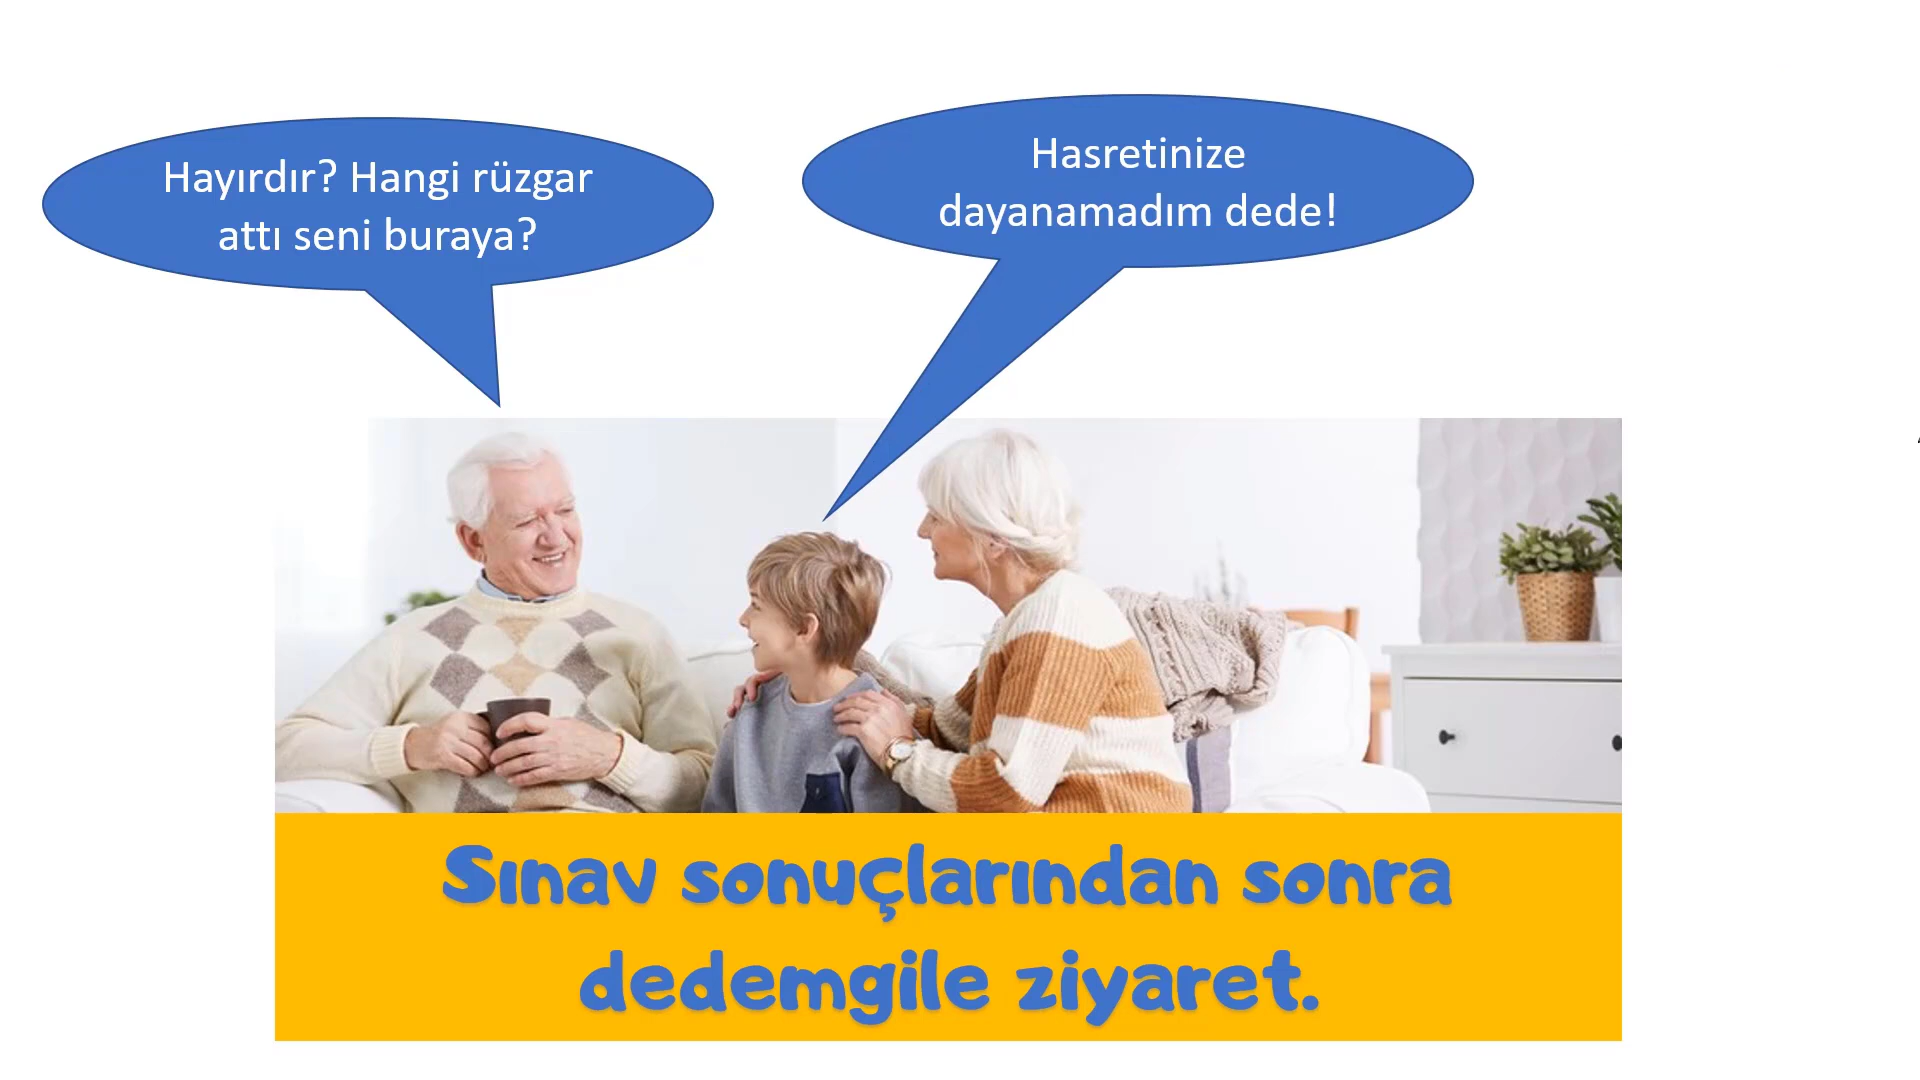 Hayırdır? Hangi rüzgar
attı seni buraya?
Hasretinize
dayanamadım dede!
Sınav sonuçlarından sonra
dedemgile ziyaret.